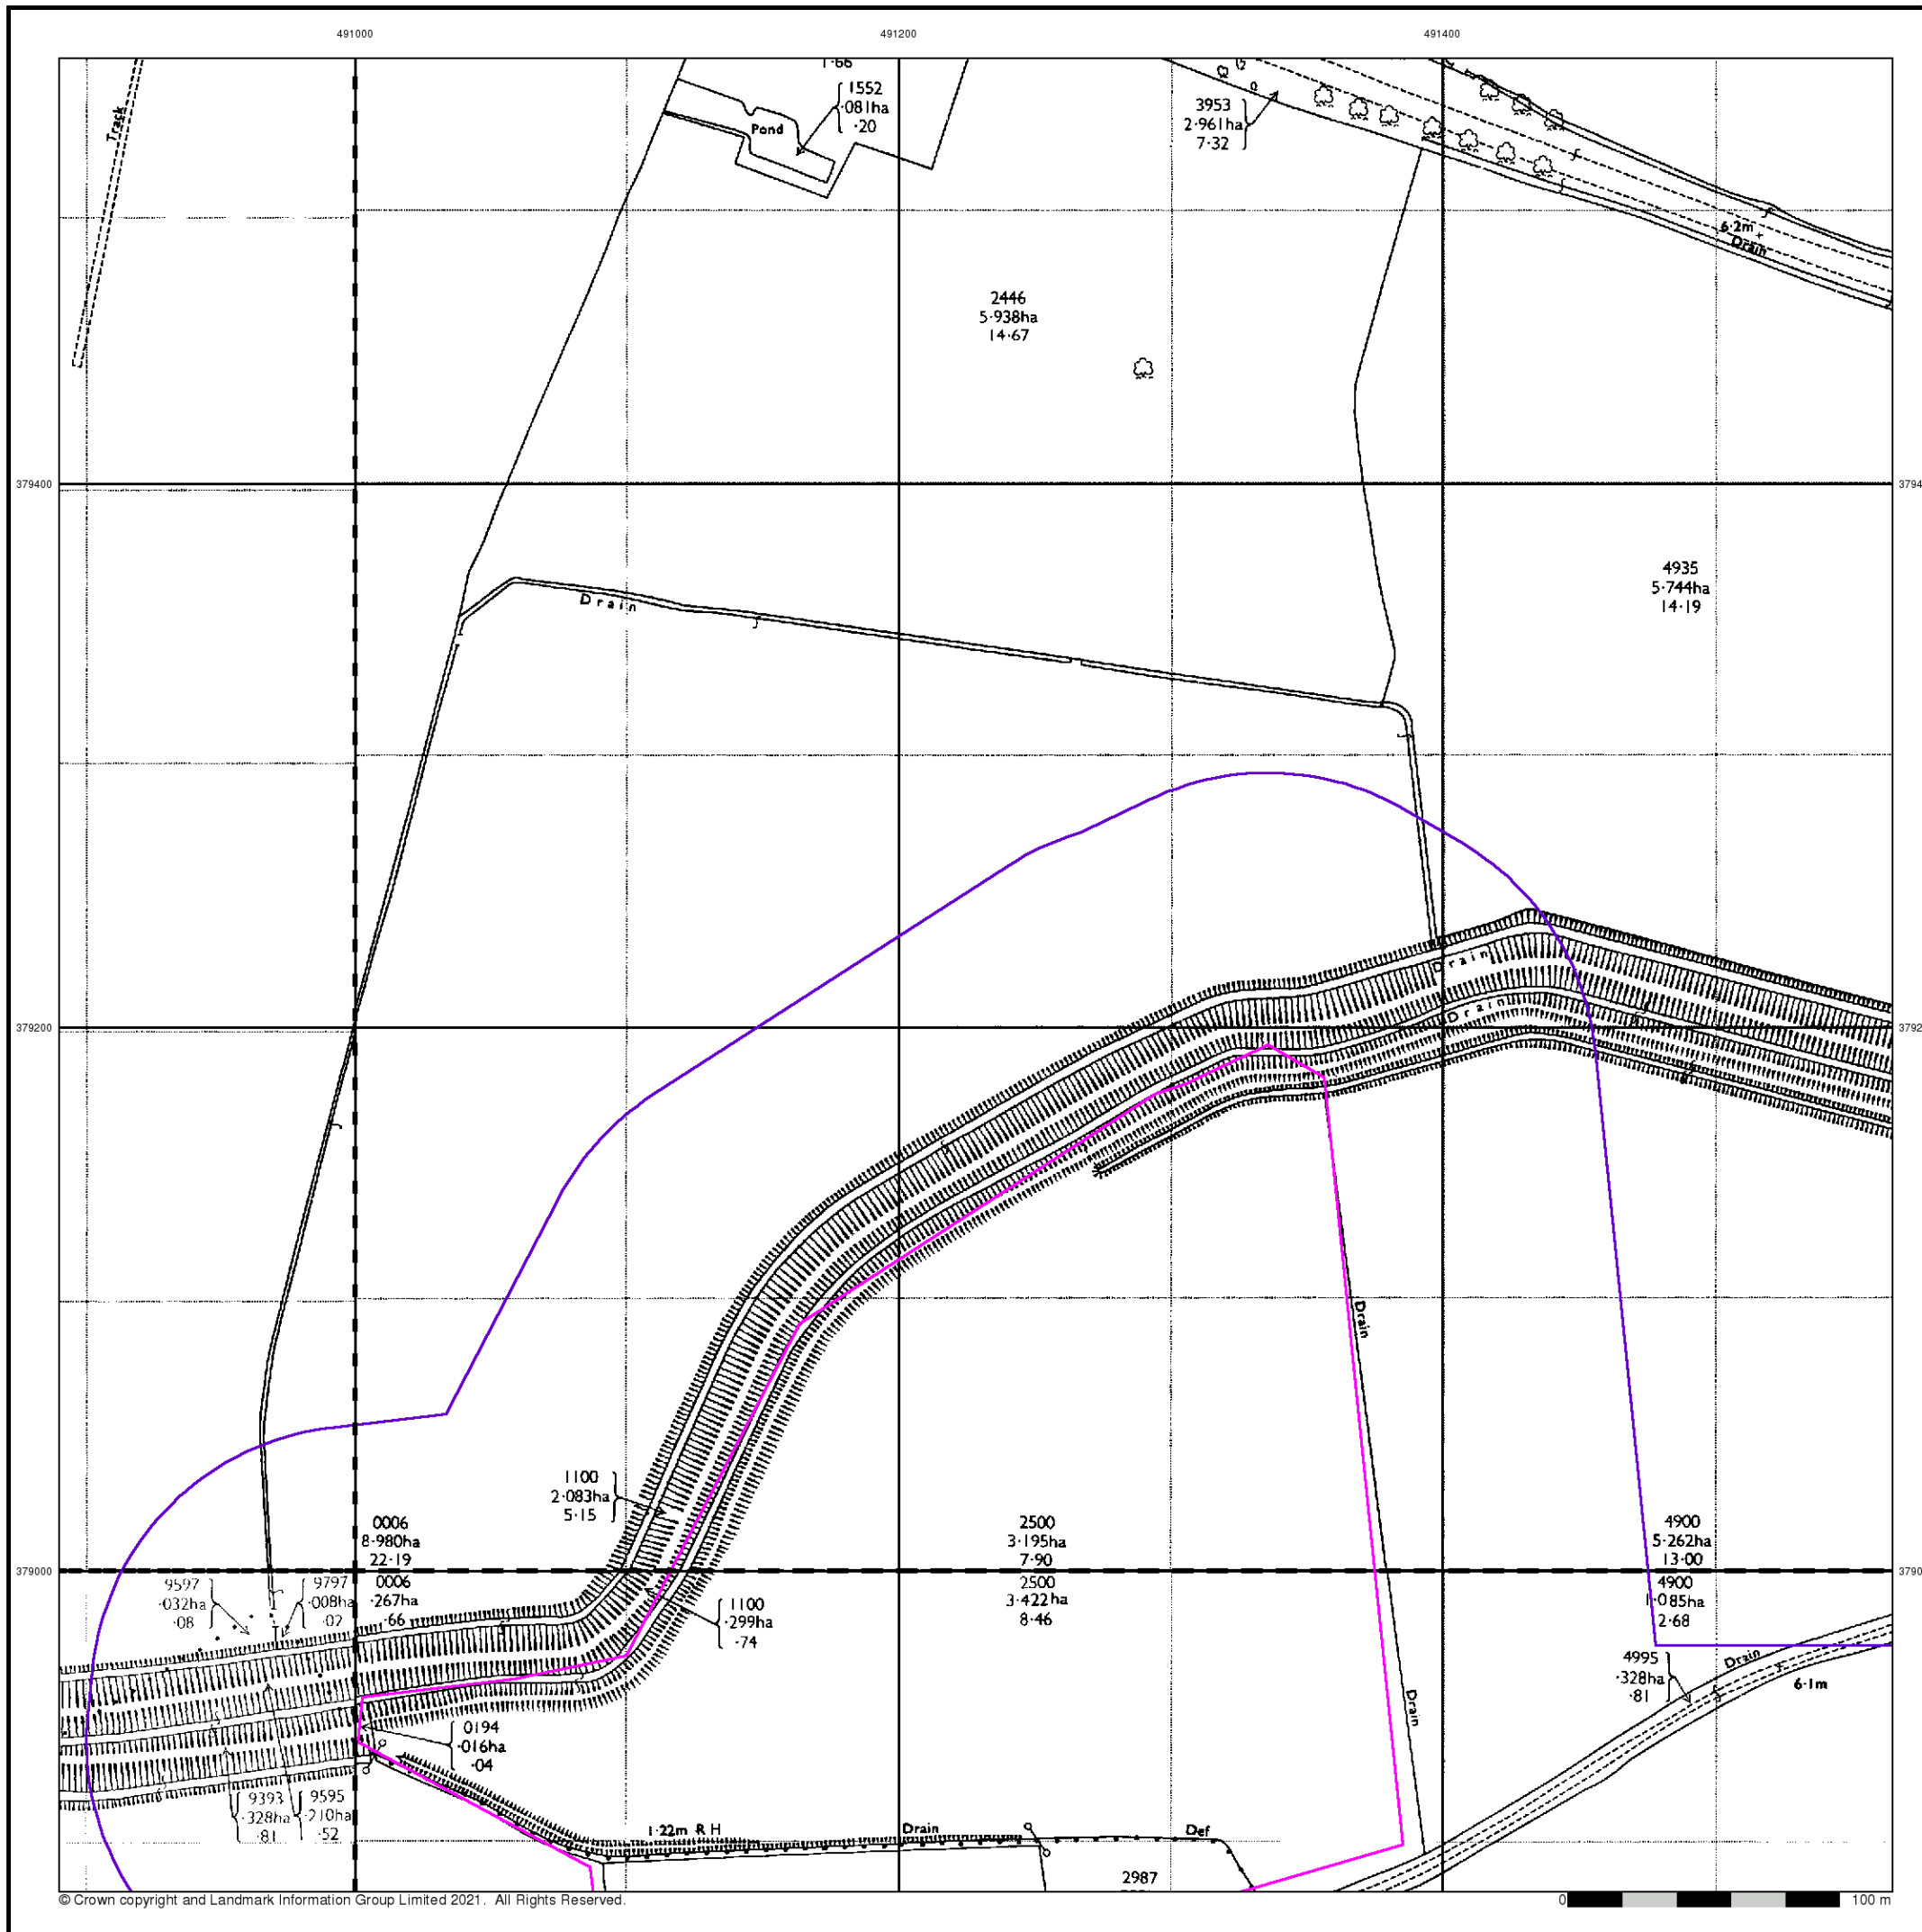 491000
491200
491400
1·66
1552
·081ha
·20
Pond
Track
3953
2·961ha
7·32
6·2m
Drain
2446
5·938ha
14·67
379400
4935
5·744ha
14·19
Drain
Drain
Drain
379200
Drain
1100
2·083ha
5·15
0006
8·980ha
22·19
2500
3·195ha
7·90
4900
5·262ha
13·00
379000
9597
·032ha
·08
9797
·008ha
·02
0006
·267ha
·66
1100
·299ha
·74
2500
3·422ha
8·46
4900
1·085ha
2·68
4995
·328ha
·81
Drain
6·1m
Drain
0194
·016ha
·04
9393
·328ha
·81
9595
·210ha
·52
1·22m R H
Drain
Def
2987
© Crown copyright and Landmark Information Group Limited 2021. All Rights Reserved.
0
100 m